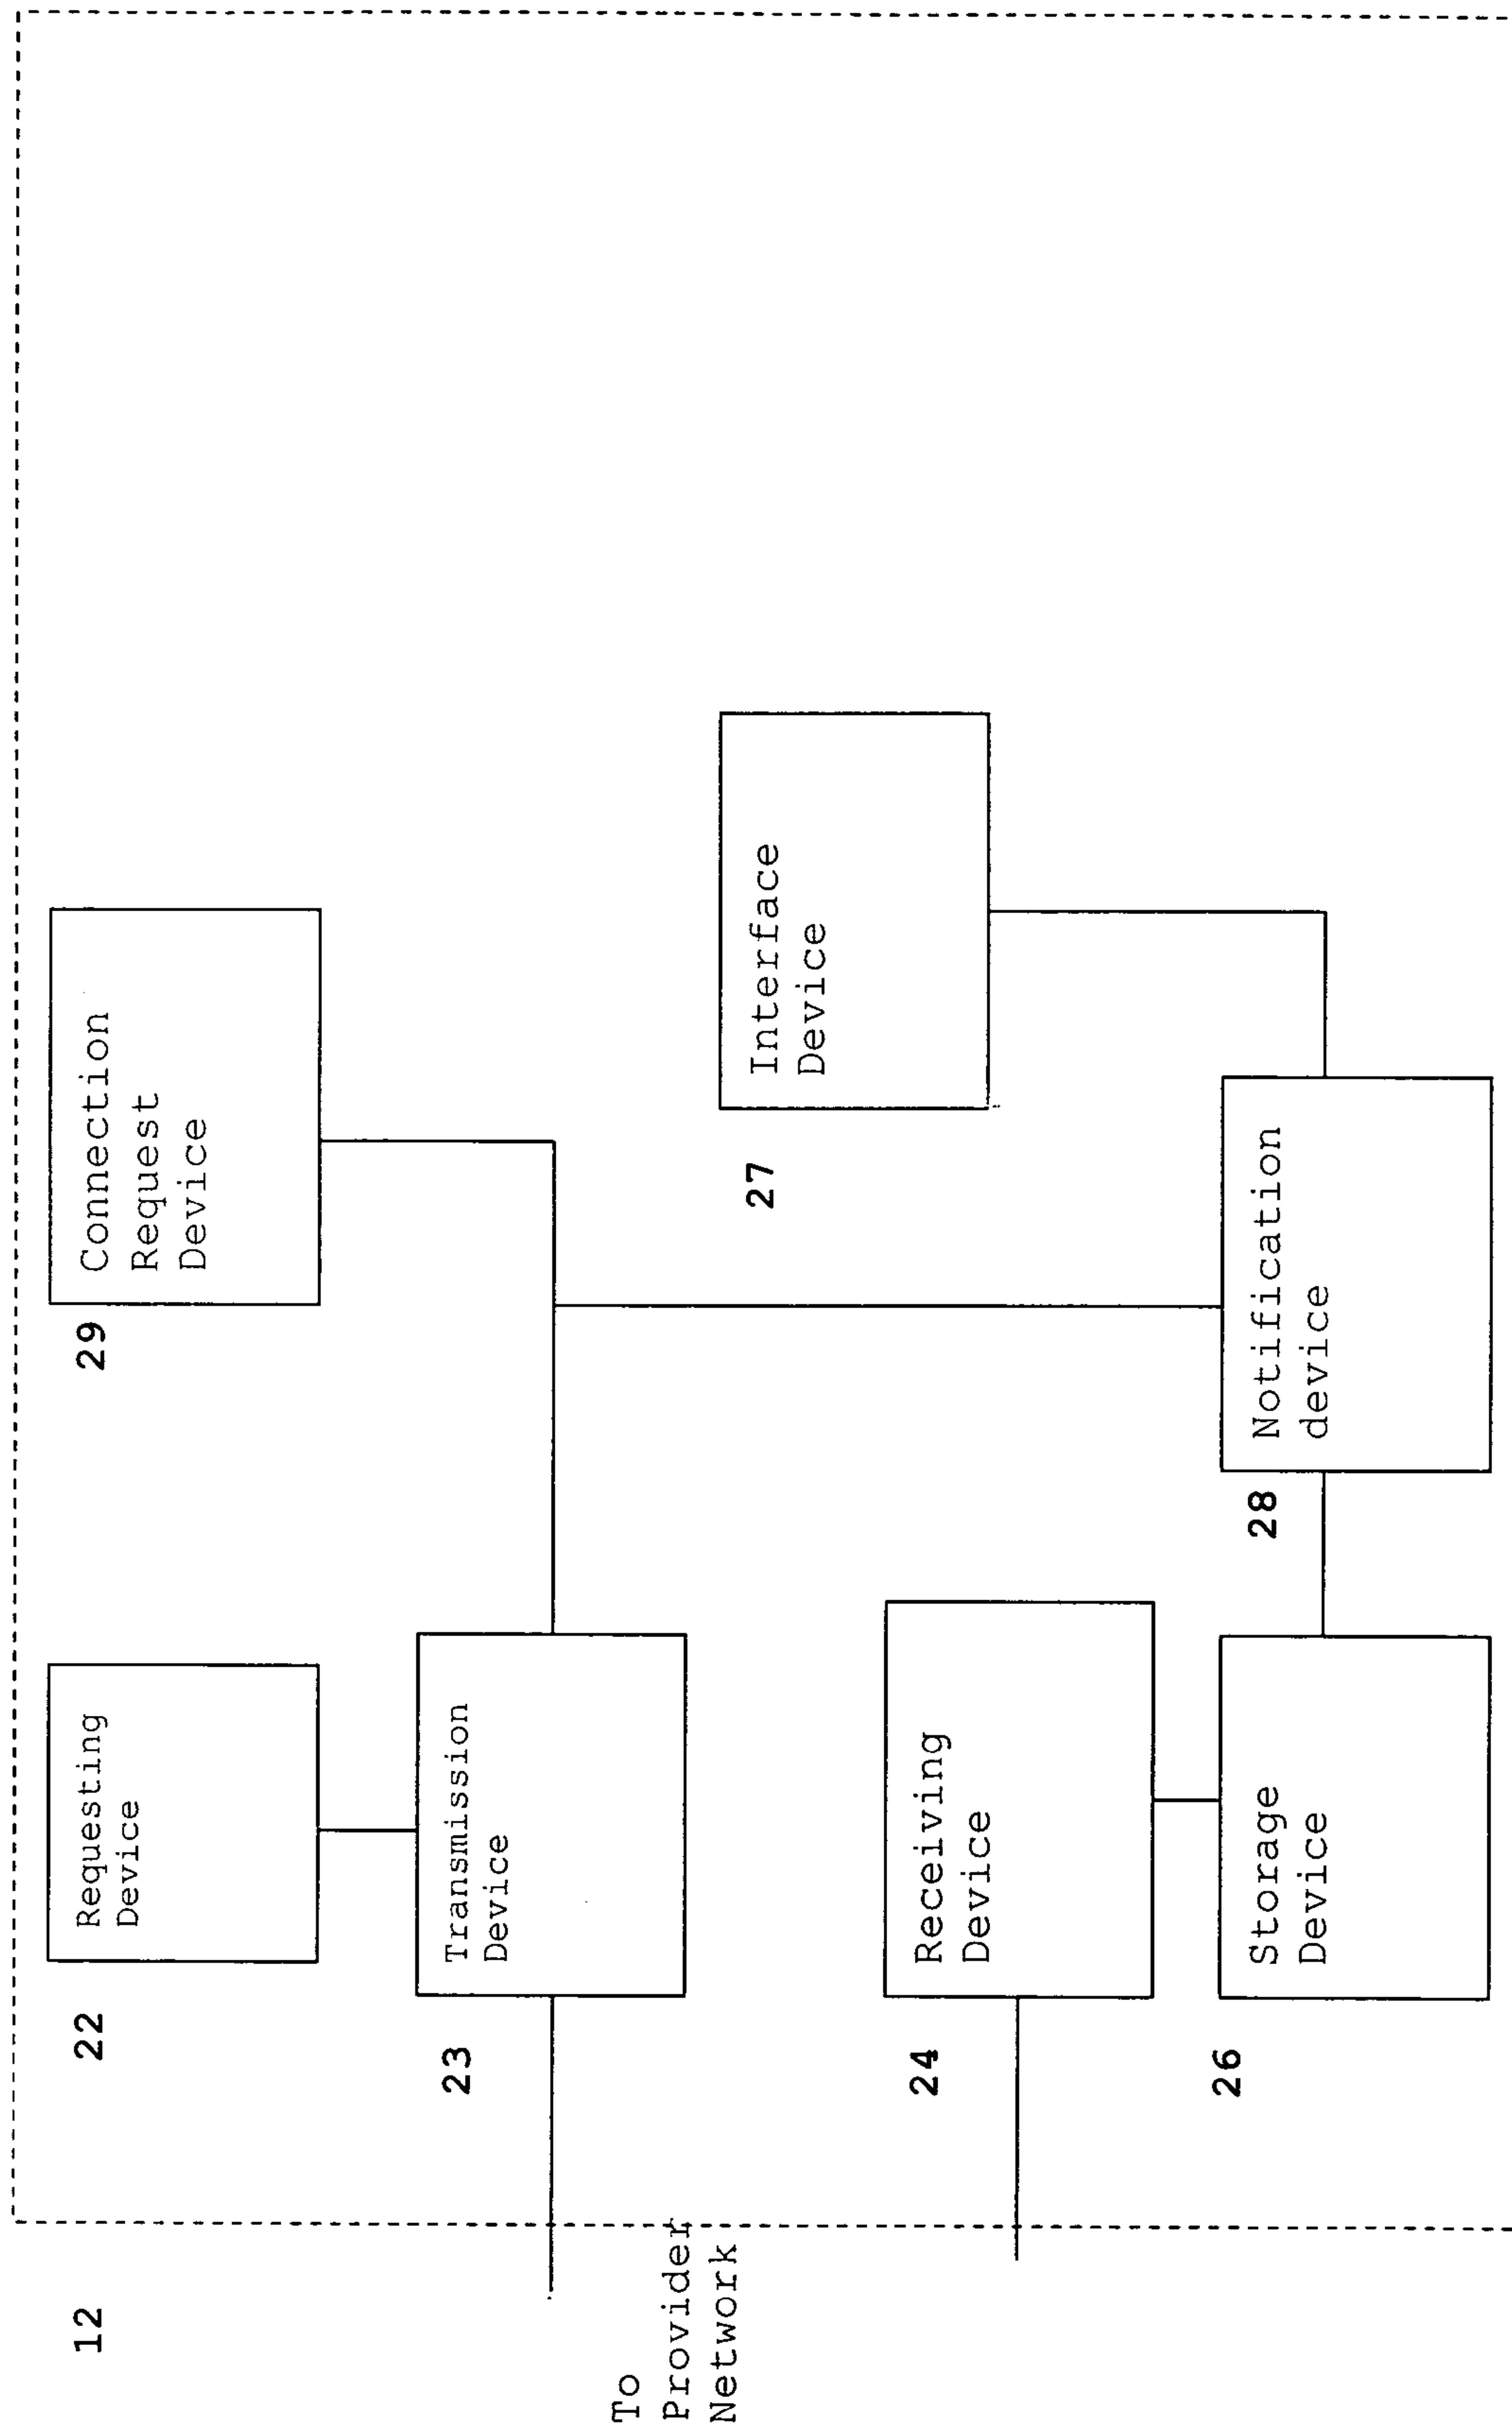 12
22
Requesting
Device
29
Connection
Request
Device
23
Transmission
Device
To
Provider
Network
27
Interface
Device
24
Receiving
Device
26
Storage
Device
28
Notification
device